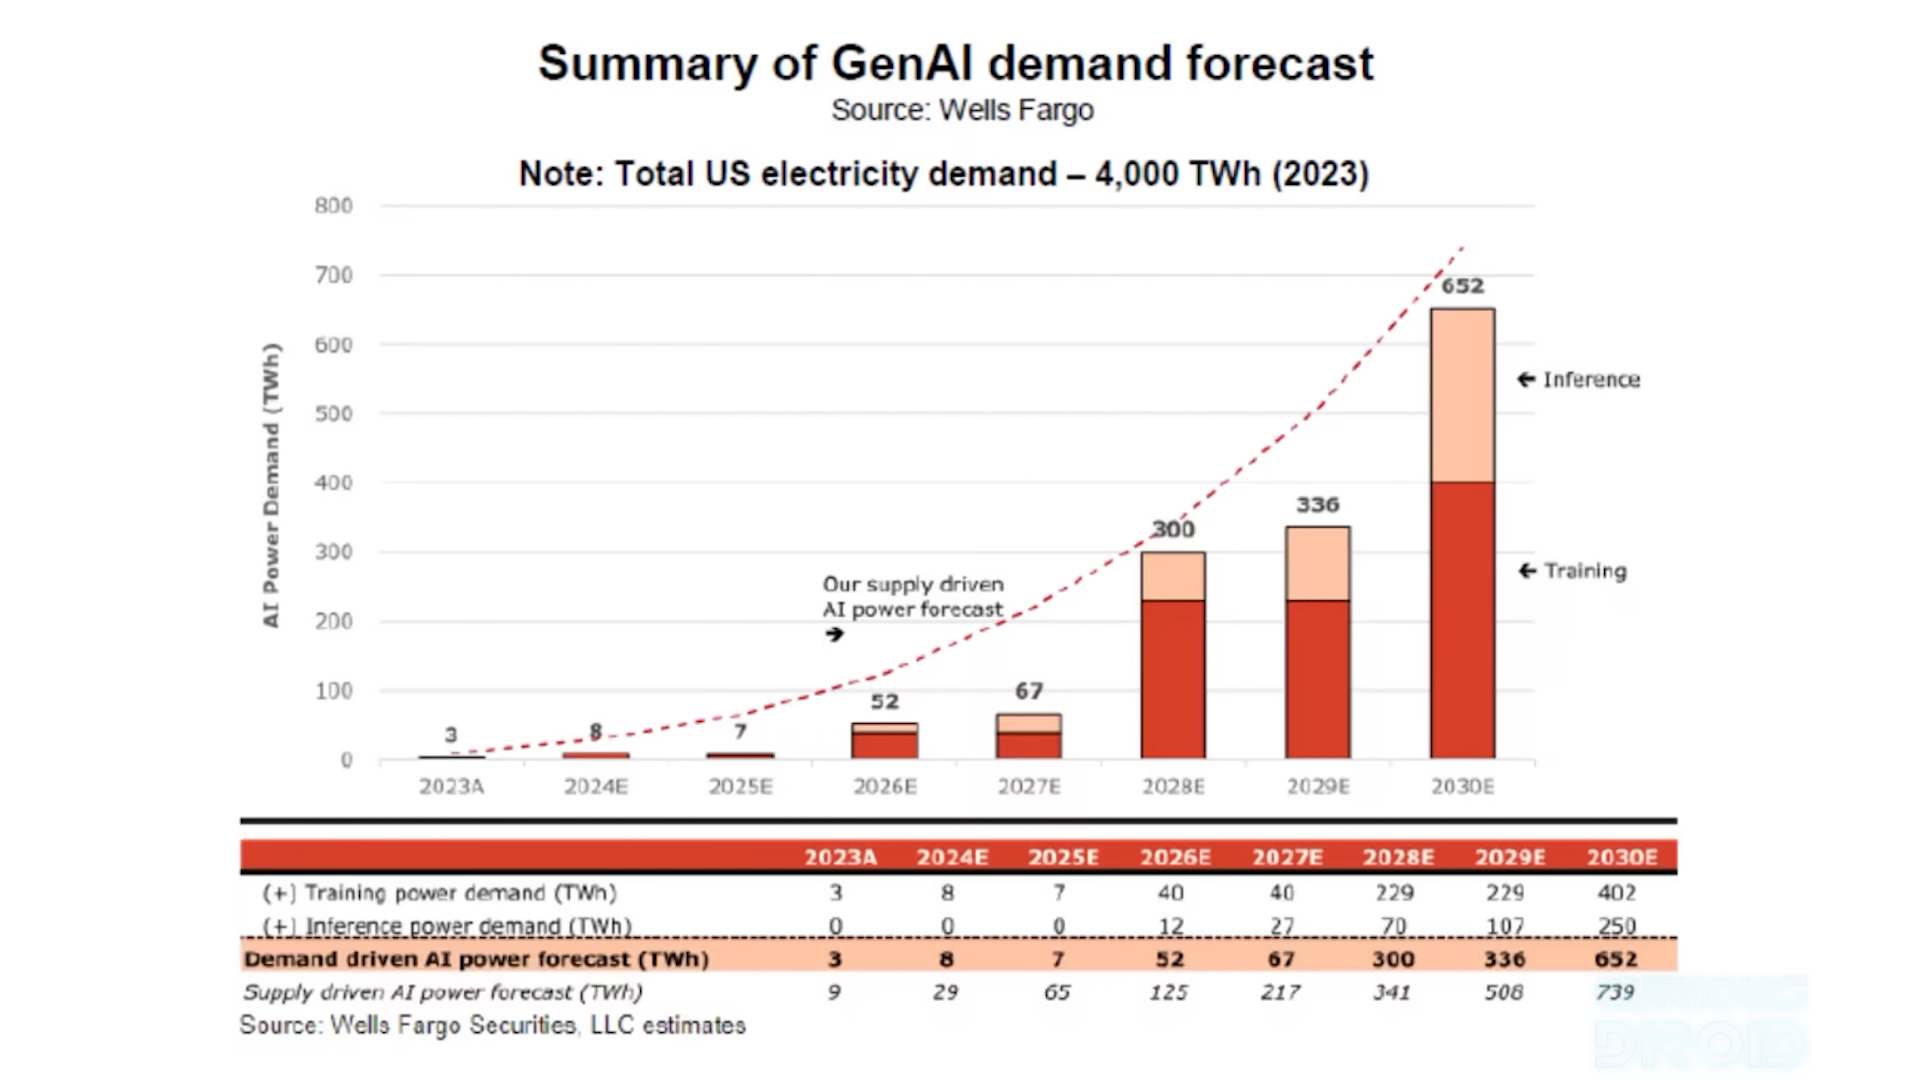 Summary of GenAI demand forecast
Source: Wells Fargo
Note: Total US electricity demand – 4,000 TWh (2023)
AI Power Demand (TWh)
800
700
600
500
400
300
200
100
0
3
8
7
52
67
300
336
652
Our supply driven
AI power forecast
➔
🡨 Inference
🡨 Training
2023A 2024E 2025E 2026E 2027E 2028E 2029E 2030E
2023A 2024E 2025E 2026E 2027E 2028E 2029E 2030E
(+) Training power demand (TWh) 3 8 7 40 40 229 229 402
(+) Inference power demand (TWh) 0 0 0 12 27 70 107 250
Demand driven AI power forecast (TWh) 3 8 7 52 67 300 336 652
Supply driven AI power forecast (TWh) 9 29 65 125 217 341 508 739
Source: Wells Fargo Securities, LLC estimates
DROID